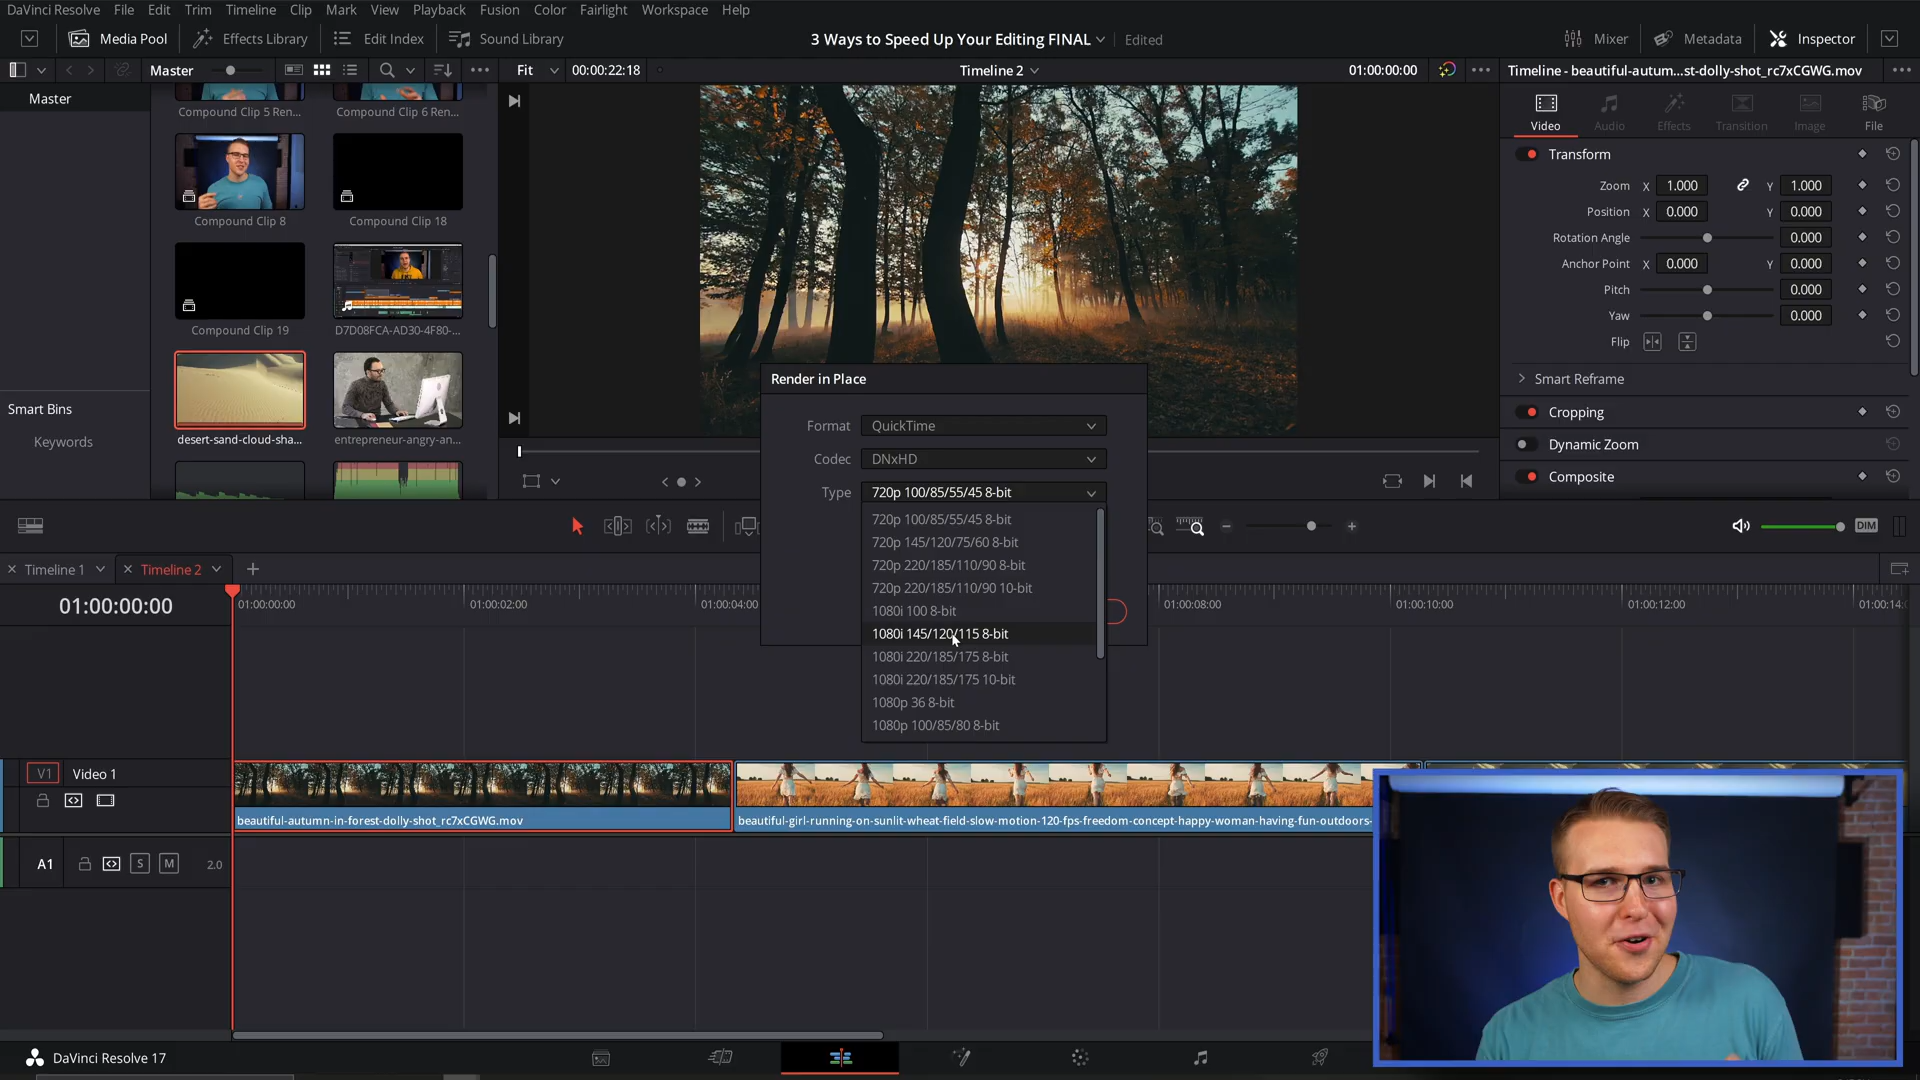 DaVinci Resolve File Edit Trim Timeline Clip Mark View Playback Fusion Color Fairlight Workspace Help
Media Pool Effects Library Edit Index Sound Library 3 Ways to Speed Up Your Editing FINAL Edited Mixer Metadata Inspector
Master Fit 00:00:22:18 Timeline 2 01:00:00:00 Timeline - beautiful-autum...st-dolly-shot_rc7xCGWG.mov
Master
Compound Clip 5 Ren... Compound Clip 6 Ren...
Video Audio Effects Transition Image File
Transform
Zoom X 1.000 Y 1.000
Position X 0.000 Y 0.000
Compound Clip 8 Compound Clip 18
Rotation Angle 0.000
Anchor Point X 0.000 Y 0.000
Pitch 0.000
Yaw 0.000
Compound Clip 19 D7D08FCA-AD30-4F80-...
Flip
Smart Reframe
Render in Place
Smart Bins
Cropping
Format QuickTime
Keywords
desert-sand-cloud-sha... entrepreneur-angry-an...
Dynamic Zoom
Codec DNxHD
Composite
Type 720p 100/85/55/45 8-bit
720p 100/85/55/45 8-bit
DIM
720p 145/120/75/60 8-bit
720p 220/185/110/90 8-bit
Timeline 1 Timeline 2
720p 220/185/110/90 10-bit
01:00:00:00 01:00:00:00 01:00:02:00 01:00:04:00 01:00:08:00 01:00:10:00 01:00:12:00 01:00:14:
1080i 100 8-bit
1080i 145/120/115 8-bit
1080i 220/185/175 8-bit
1080i 220/185/175 10-bit
1080p 36 8-bit
1080p 100/85/80 8-bit
V1 Video 1
beautiful-autumn-in-forest-dolly-shot_rc7xCGWG.mov beautiful-girl-running-on-sunlit-wheat-field-slow-motion-120-fps-freedom-concept-happy-woman-having-fun-outdoors-
A1 S M 2.0
DaVinci Resolve 17